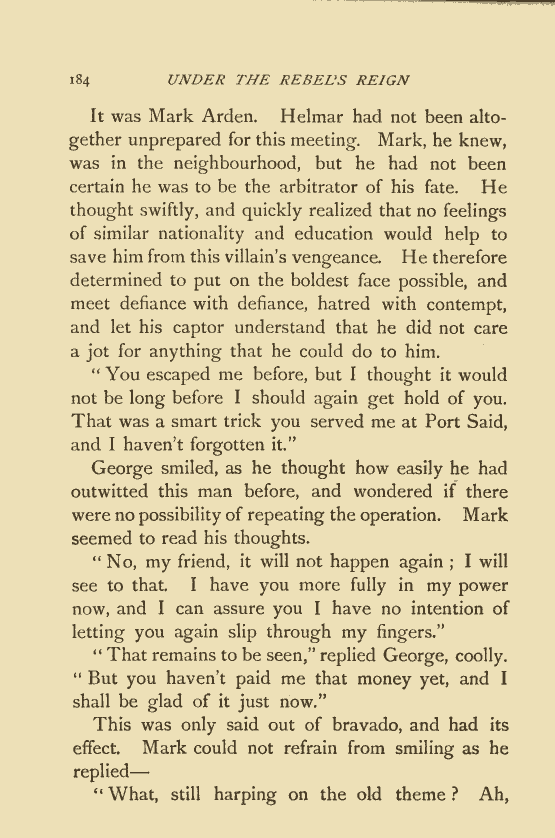 184 UNDER THE REBEL'S REIGN
It was Mark Arden. Helmar had not been alto-
gether unprepared for this meeting. Mark, he knew,
was in the neighbourhood, but he had not been
certain he was to be the arbitrator of his fate. He
thought swiftly, and quickly realized that no feelings
of similar nationality and education would help to
save him from this villain's vengeance. He therefore
determined to put on the boldest face possible, and
meet defiance with defiance, hatred with contempt,
and let his captor understand that he did not care
a jot for anything that he could do to him.
"You escaped me before, but I thought it would
not be long before I should again get hold of you.
That was a smart trick you served me at Port Said,
and I haven't forgotten it."
George smiled, as he thought how easily he had
outwitted this man before, and wondered if there
were no possibility of repeating the operation. Mark
seemed to read his thoughts.
"No, my friend, it will not happen again; I will
see to that. I have you more fully in my power
now, and I can assure you I have no intention of
letting you again slip through my fingers."
"That remains to be seen," replied George, coolly.
"But you haven't paid me that money yet, and I
shall be glad of it just now."
This was only said out of bravado, and had its
effect. Mark could not refrain from smiling as he
replied—
"What, still harping on the old theme? Ah,